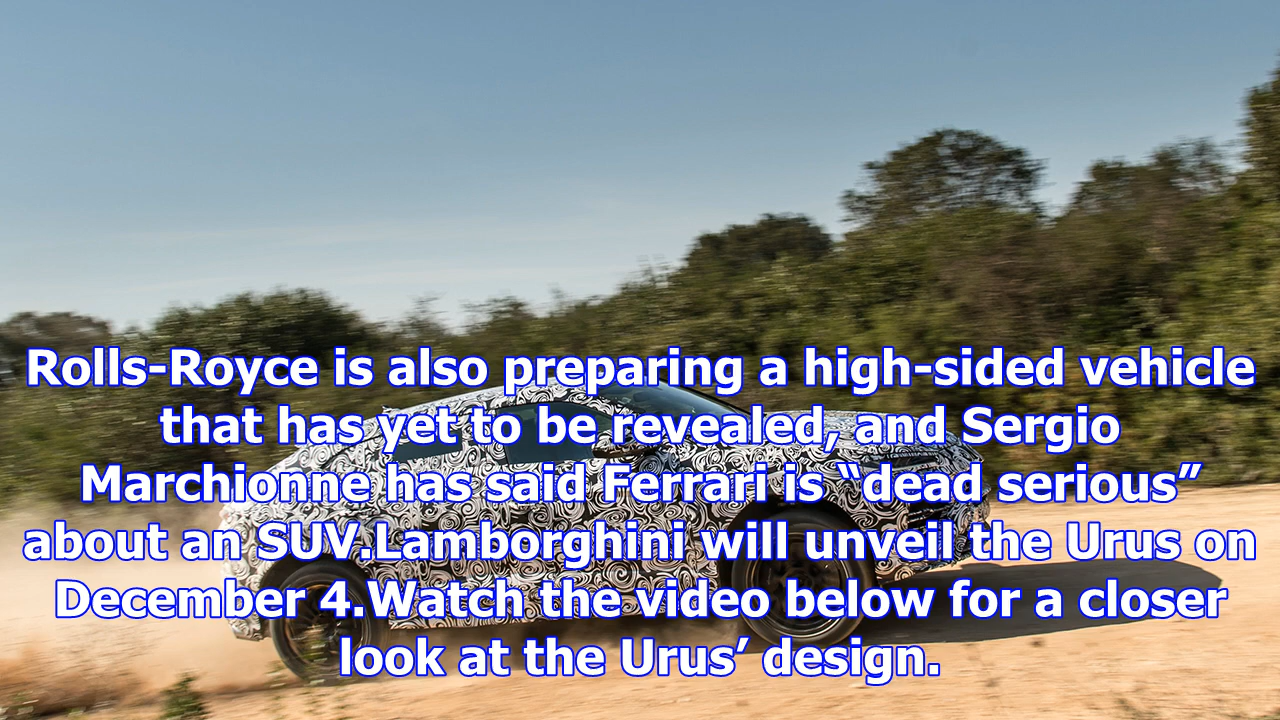 Rolls-Royce is also preparing a high-sided vehicle
that has yet to be revealed, and Sergio
Marchionne has said Ferrari is “dead serious”
about an SUV.Lamborghini will unveil the Urus on
December 4.Watch the video below for a closer
look at the Urus’ design.